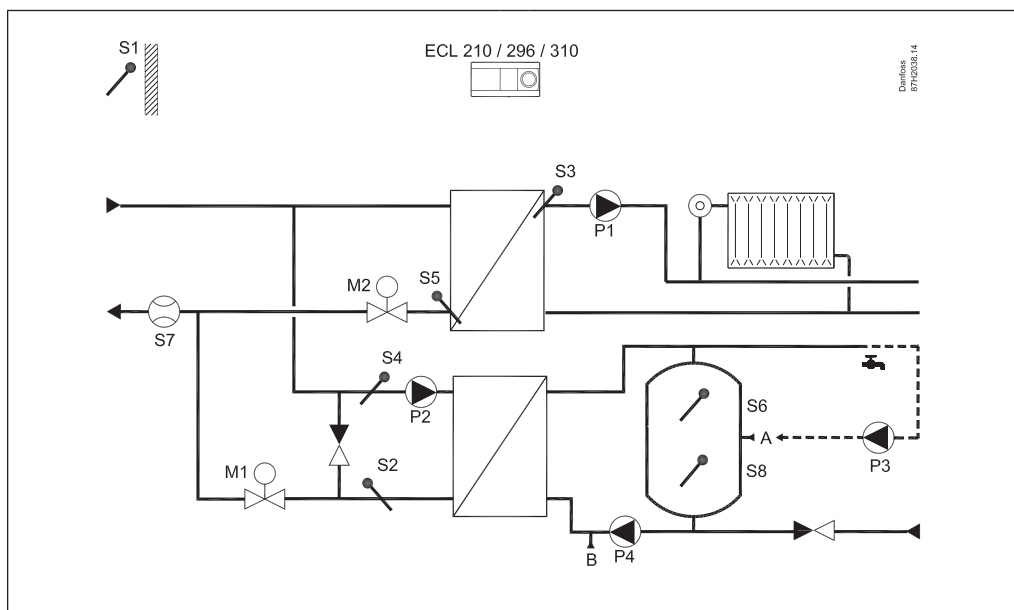 S1
ECL 210 / 296 / 310
Danfoss
87H2038.14
S3
P1
M2
S5
S7
S4
P2
S6
A
P3
S8
M1
S2
B
P4